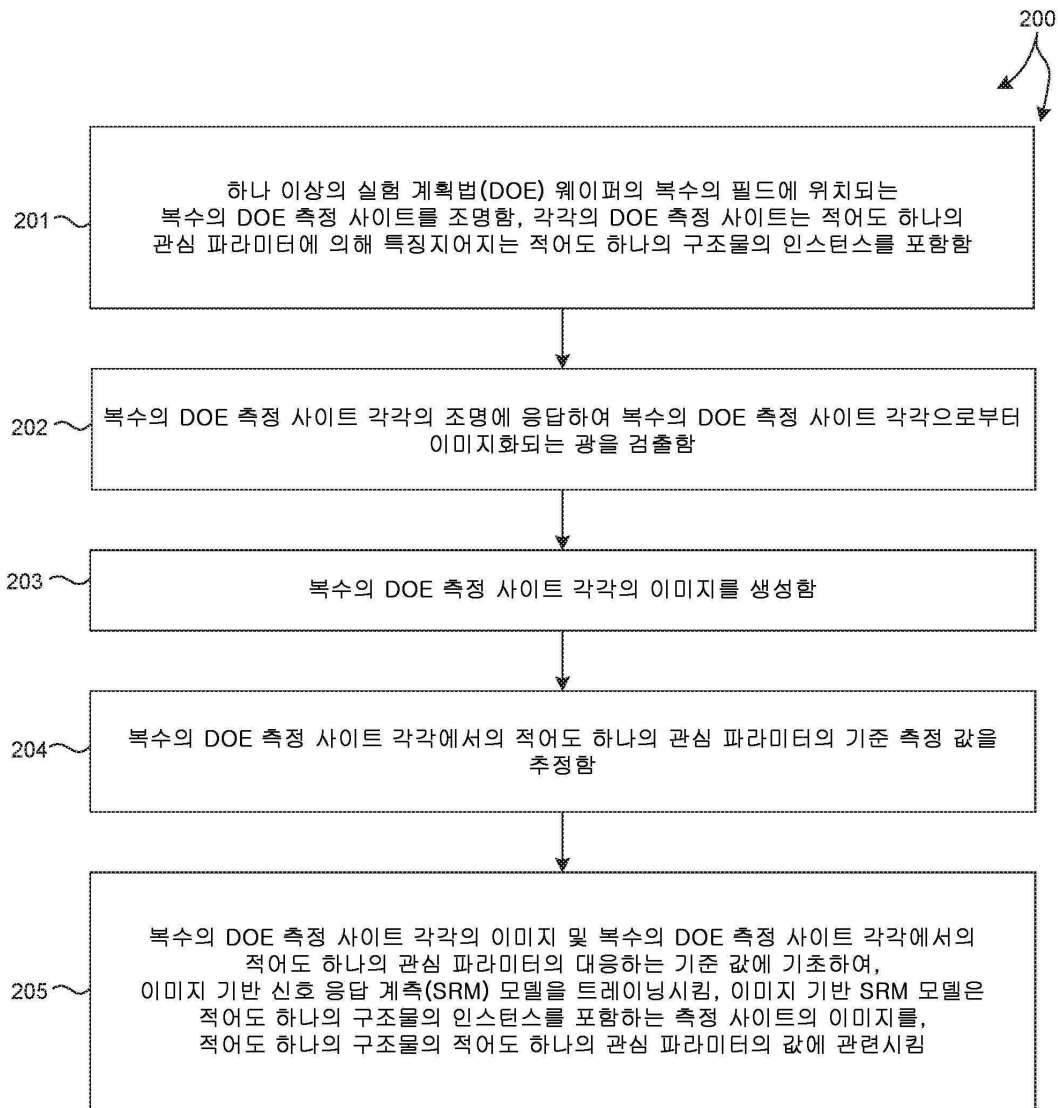 200
하나 이상의 실험 계획법(DOE) 웨이퍼의 복수의 필드에 위치되는
201
복수의 DOE 측정 사이트를 조명함, 각각의 DOE 측정 사이트는 적어도 하나의
관심 파라미터에 의해 특징지어지는 적어도 하나의 구조물의 인스턴스를 포함함
복수의 DOE 측정 사이트 각각의 조명에 응답하여 복수의 DOE 측정 사이트 각각으로부터
202
이미지화되는 광을 검출함
203
복수의 DOE 측정 사이트 각각의 이미지를 생성함
복수의 DOE 측정 사이트 각각에서의 적어도 하나의 관심 파라미터의 기준 측정 값을
204
추정함
복수의 DOE 측정 사이트 각각의 이미지 및 복수의 DOE 측정 사이트 각각에서의
적어도 하나의 관심 파라미터의 대응하는 기준 값에 기초하여,
205
이미지 기반 신호 응답 계측(SRM) 모델을 트레이닝시킴, 이미지 기반 SRM 모델은
적어도 하나의 구조물의 인스턴스를 포함하는 측정 사이트의 이미지를,
적어도 하나의 구조물의 적어도 하나의 관심 파라미터의 값에 관련시킴